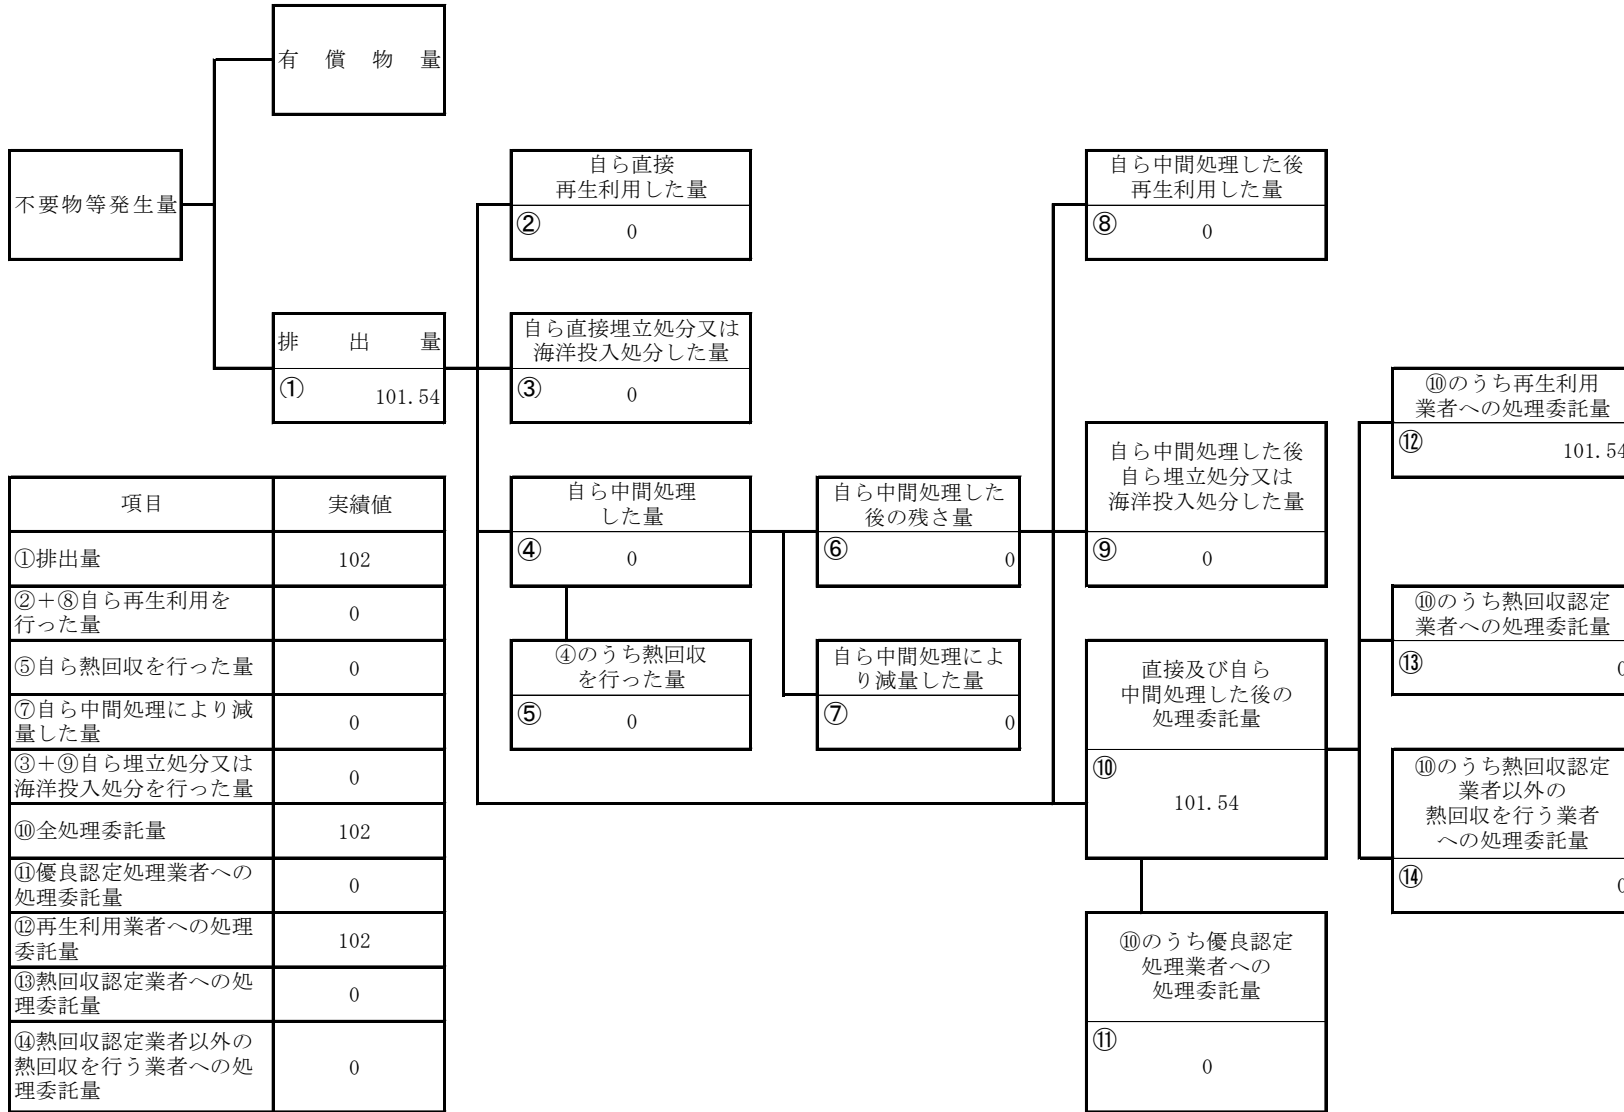 有 償 物 量
不要物等発生量
排 出 量
① 101.54
自ら直接
再生利用した量
② 0
自ら直接埋立処分又は
海洋投入処分した量
③ 0
自ら中間処理
した量
④ 0
④のうち熱回収
を行った量
⑤ 0
自ら中間処理した
後の残さ量
⑥ 0
自ら中間処理によ
り減量した量
⑦ 0
自ら中間処理した後
再生利用した量
⑧ 0
自ら中間処理した後
自ら埋立処分又は
海洋投入処分した量
⑨ 0
直接及び自ら
中間処理した後の
処理委託量
⑩
101.54
⑩のうち優良認定
処理業者への
処理委託量
⑪
0
⑩のうち再生利用
業者への処理委託量
⑫ 101.54
⑩のうち熱回収認定
業者への処理委託量
⑬ 0
⑩のうち熱回収認定
業者以外の
熱回収を行う業者
への処理委託量
⑭ 0
項目 実績値
①排出量 102
②＋⑧自ら再生利用を
行った量 0
⑤自ら熱回収を行った量 0
⑦自ら中間処理により減
量した量 0
③＋⑨自ら埋立処分又は
海洋投入処分を行った量 0
⑩全処理委託量 102
⑪優良認定処理業者への
処理委託量 0
⑫再生利用業者への処理
委託量 102
⑬熱回収認定業者への処
理委託量 0
⑭熱回収認定業者以外の
熱回収を行う業者への処
理委託量 0